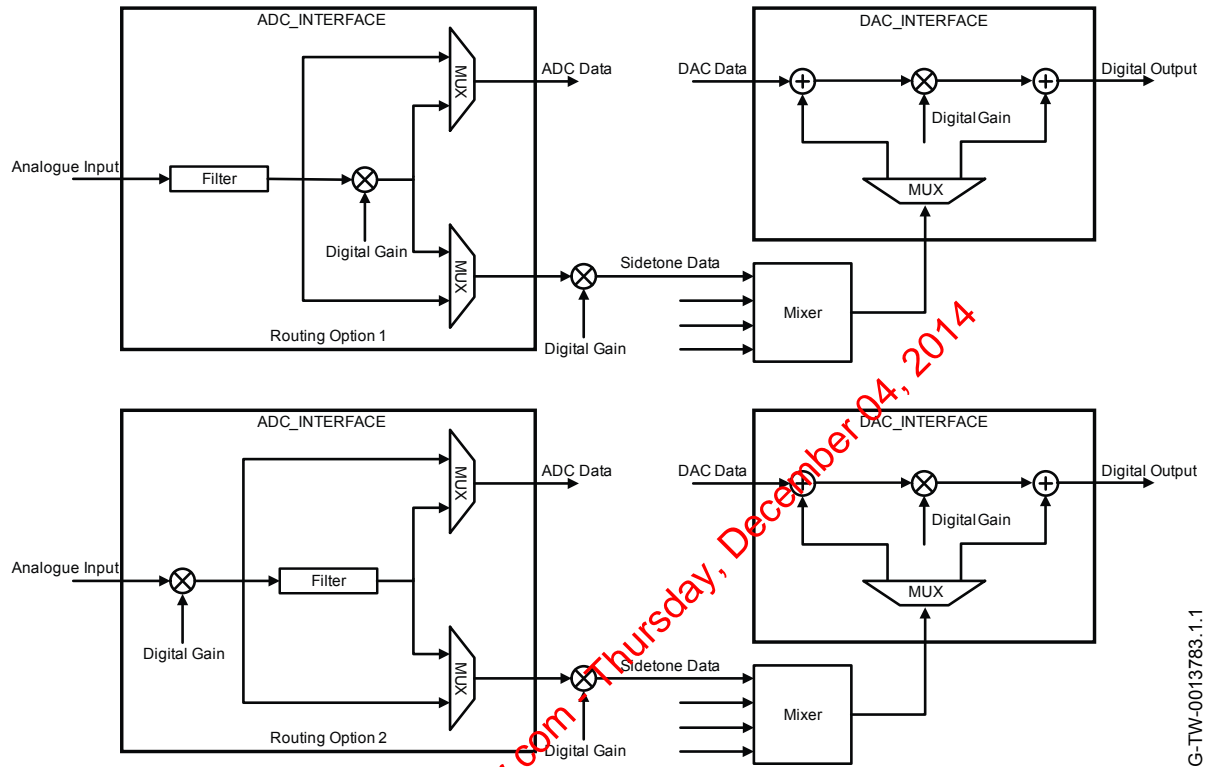 ADC_INTERFACE
DAC_INTERFACE
MUX
ADC Data
DAC Data
Digital Output
Digital Gain
Analogue Input
Filter
MUX
Digital Gain
MUX
Sidetone Data
Mixer
Routing Option 1
Digital Gain
ADC_INTERFACE
DAC_INTERFACE
MUX
ADC Data
DAC Data
Digital Output
Digital Gain
Analogue Input
Filter
MUX
Digital Gain
MUX
Sidetone Data
Mixer
Routing Option 2
Digital Gain
com - Thursday, December 04, 2014
G-TW-0013783.1.1